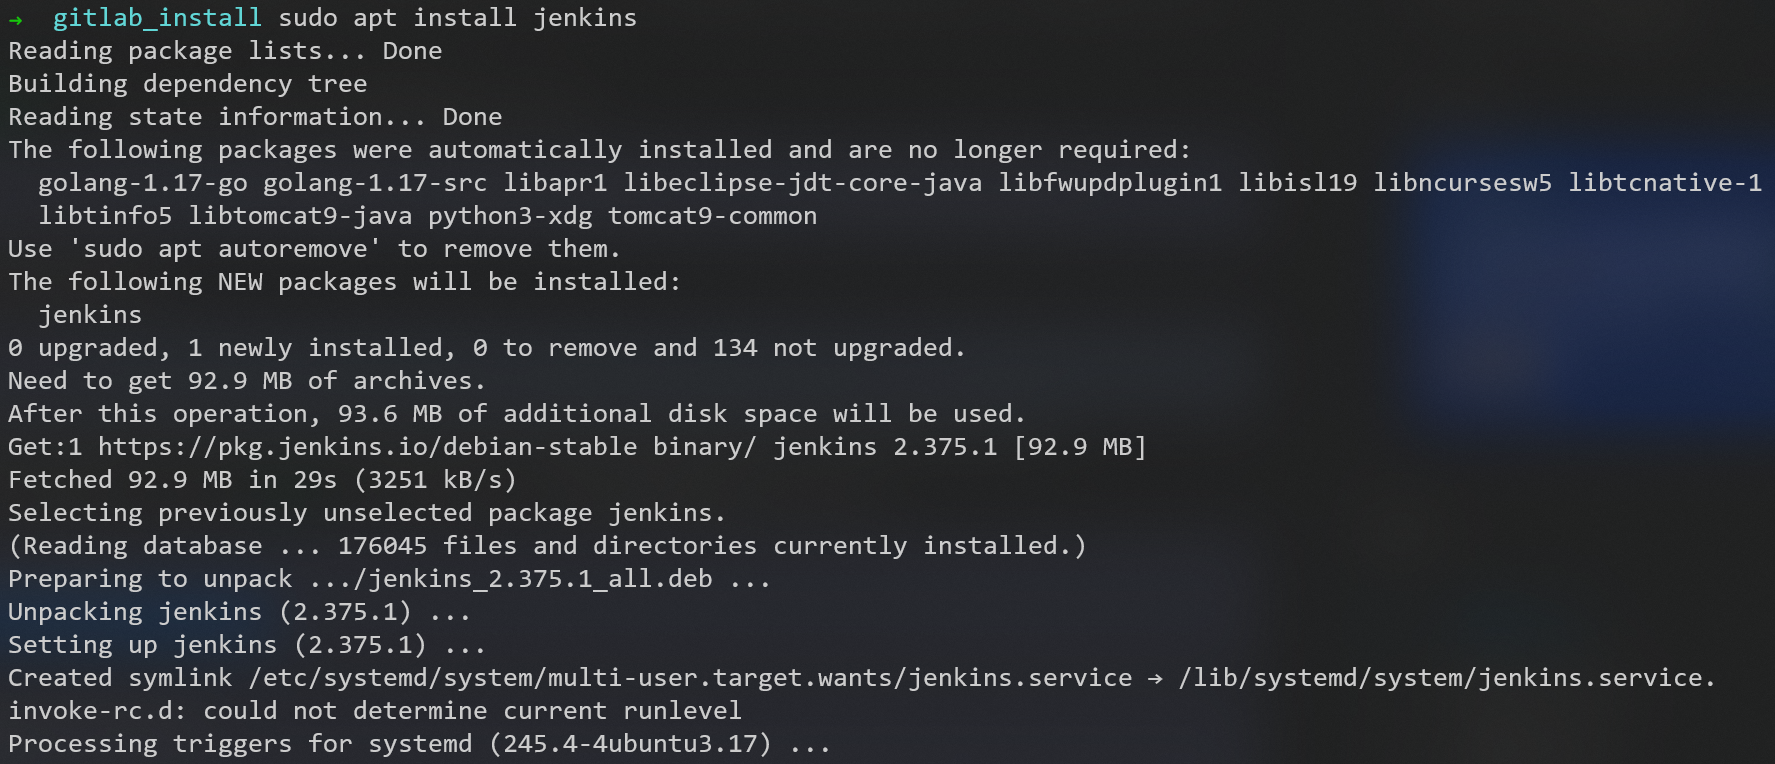 →  gitlab_install sudo apt install jenkins
Reading package lists... Done
Building dependency tree
Reading state information... Done
The following packages were automatically installed and are no longer required:
  golang-1.17-go golang-1.17-src libapr1 libeclipse-jdt-core-java libfwupdplugin1 libisl19 libncursesw5 libtcnative-1
  libtinfo5 libtomcat9-java python3-xdg tomcat9-common
Use 'sudo apt autoremove' to remove them.
The following NEW packages will be installed:
  jenkins
0 upgraded, 1 newly installed, 0 to remove and 134 not upgraded.
Need to get 92.9 MB of archives.
After this operation, 93.6 MB of additional disk space will be used.
Get:1 https://pkg.jenkins.io/debian-stable binary/ jenkins 2.375.1 [92.9 MB]
Fetched 92.9 MB in 29s (3251 kB/s)
Selecting previously unselected package jenkins.
(Reading database ... 176045 files and directories currently installed.)
Preparing to unpack .../jenkins_2.375.1_all.deb ...
Unpacking jenkins (2.375.1) ...
Setting up jenkins (2.375.1) ...
Created symlink /etc/systemd/system/multi-user.target.wants/jenkins.service → /lib/systemd/system/jenkins.service.
invoke-rc.d: could not determine current runlevel
Processing triggers for systemd (245.4-4ubuntu3.17) ...